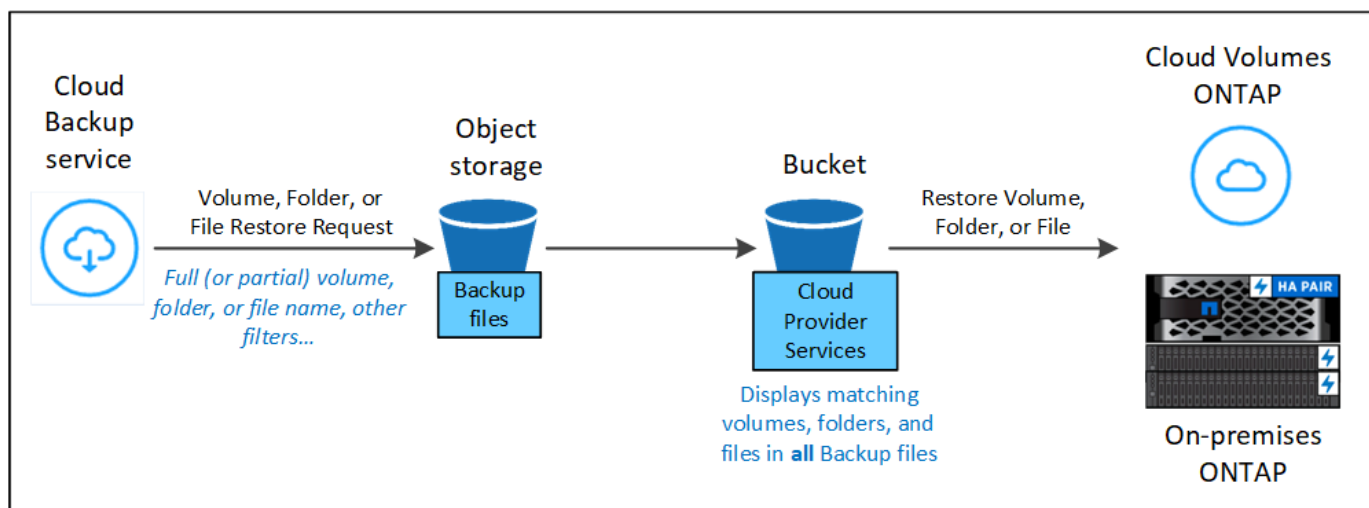 Cloud
Backup
service
Volume, Folder, or
File Restore Request
Full (or partial) volume,
folder, or file name, other
filters...
Object
storage
Backup
files
Bucket
Cloud
Provider
Services
Displays matching
volumes, folders, and
files in all Backup files
Restore Volume,
Folder, or File
Cloud Volumes
ONTAP
HA PAIR
On-premises
ONTAP